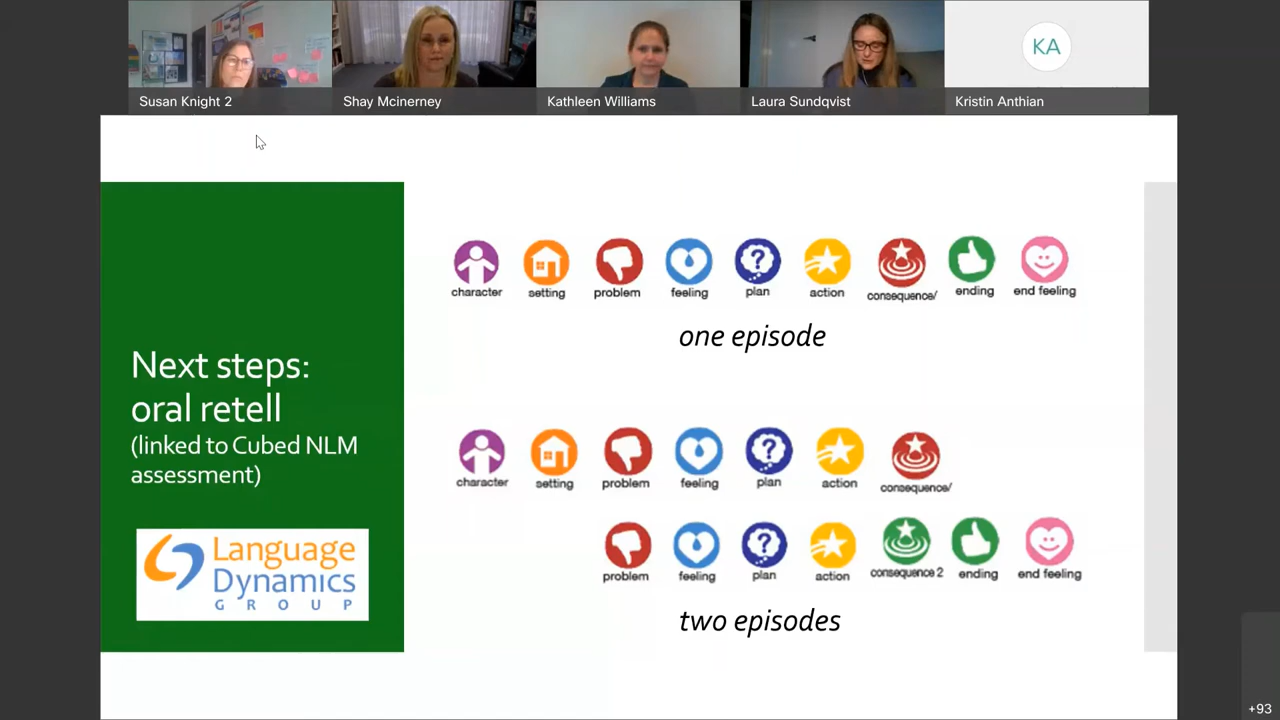 Susan Knight 2
Shay Mcinerney
Kathleen Williams
Laura Sundqvist
KA
Kristin Anthian
Next steps:
oral retell
(linked to Cubed NLM
assessment)
Language
Dynamics
GROUP
character setting problem feeling plan action consequence/ ending end feeling
one episode
character setting problem feeling plan action consequence/
problem feeling plan action consequence 2 ending end feeling
two episodes
+93